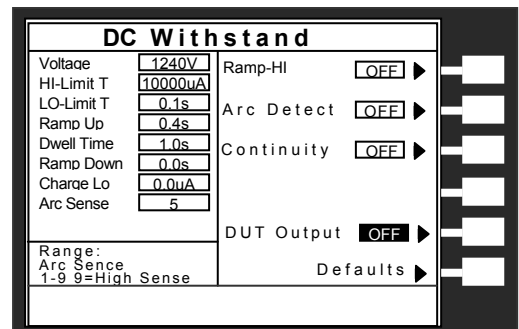 DC Withstand
Voltage 1240V
HI-Limit T 10000uA
LO-Limit T 0.1s
Ramp Up 0.4s
Dwell Time 1.0s
Ramp Down 0.0s
Charge Lo 0.0uA
Arc Sense 5
Range:
Arc Sence
1-9 9=High Sense
Ramp-HI OFF
Arc Detect OFF
Continuity OFF
DUT Output OFF
Defaults